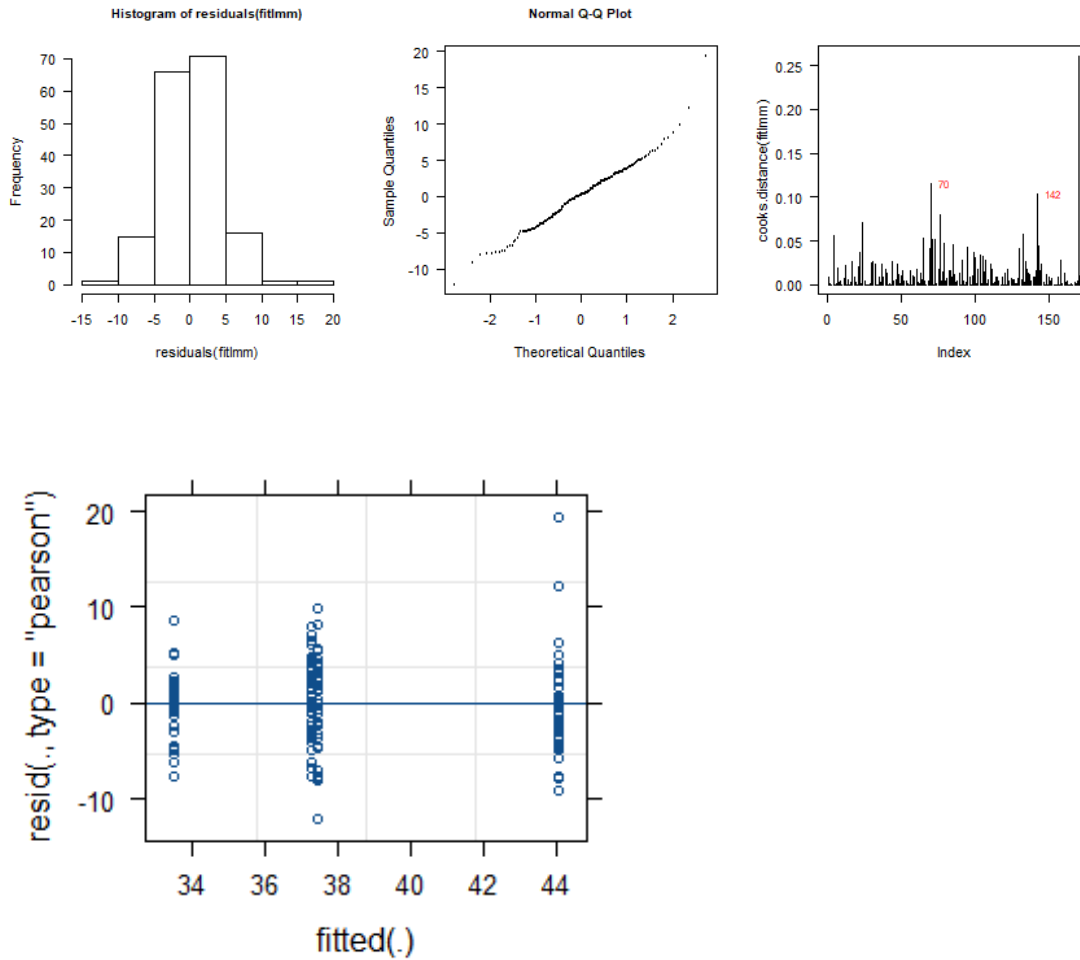 Histogram of residuals(fitlmm)
Frequency
70
60
50
40
30
20
10
0
-15 -10 -5 0 5 10 15 20
residuals(fitlmm)
Normal Q-Q Plot
Sample Quantiles
20
15
10
5
0
-5
-10
-2 -1 0 1 2
Theoretical Quantiles
cooks.distance(fitlmm)
0.25
0.20
0.15
0.10
0.05
0.00
70
142
0 50 100 150
Index
resid(., type = "pearson")
20
10
0
-10
34 36 38 40 42 44
fitted(.)